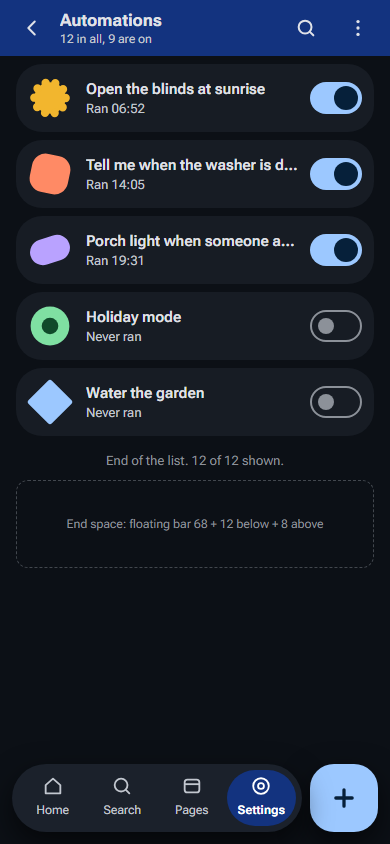 Automations
12 in all, 9 are on
Open the blinds at sunrise
Ran 06:52
Tell me when the washer is d...
Ran 14:05
Porch light when someone a...
Ran 19:31
Holiday mode
Never ran
Water the garden
Never ran
End of the list. 12 of 12 shown.
End space: floating bar 68 + 12 below + 8 above
Home
Search
Pages
Settings